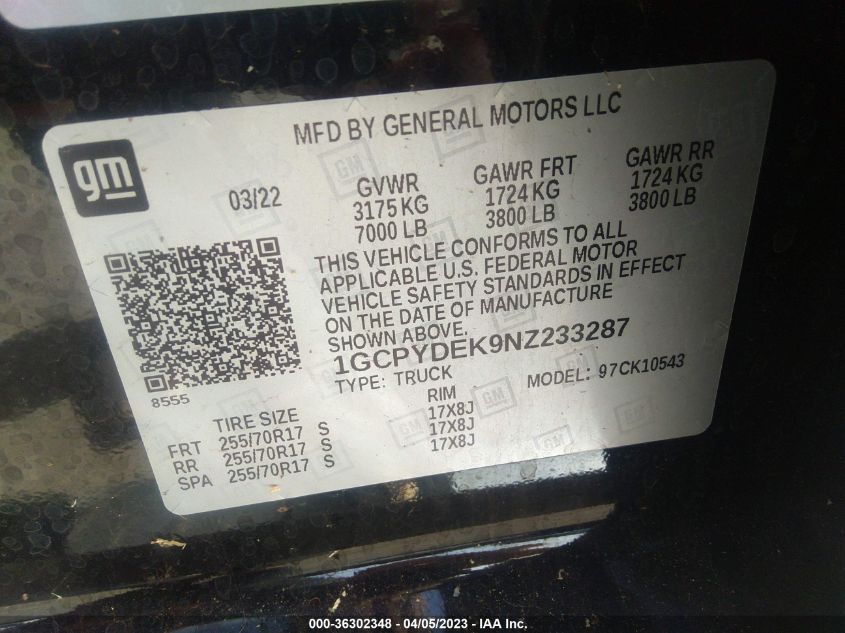 gm
MFD BY GENERAL MOTORS LLC
03/22
GVWR
3175 KG
7000 LB
GAWR FRT
1724 KG
3800 LB
GAWR RR
1724 KG
3800 LB
THIS VEHICLE CONFORMS TO ALL
APPLICABLE U.S. FEDERAL MOTOR
VEHICLE SAFETY STANDARDS IN EFFECT
ON THE DATE OF MANUFACTURE
SHOWN ABOVE.
1GCPYDEK9NZ233287
TYPE: TRUCK
MODEL: 97CK10543
8555
TIRE SIZE
RIM
FRT 255/70R17 S 17X8J
RR 255/70R17 S 17X8J
SPA 255/70R17 S 17X8J
000-36302348 - 04/05/2023 - IAA Inc.